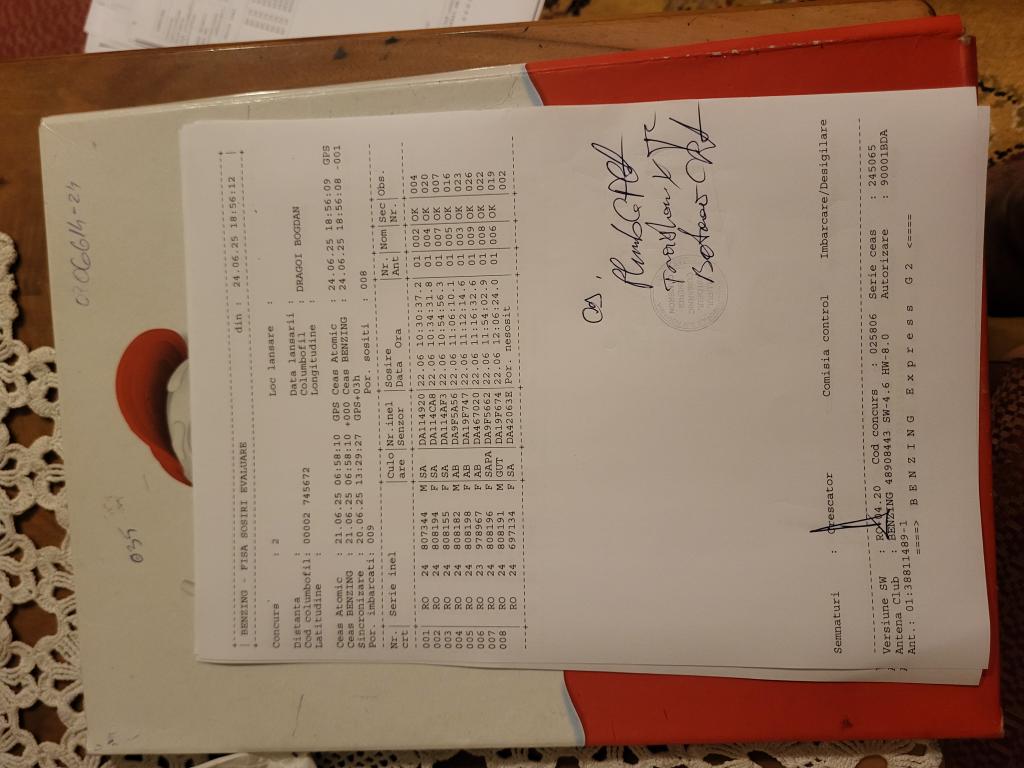 | BENZING - FISA SOSIRI EVALUARE din : 24.06.25 18:56:12 |
Concurs : 2 Loc lansare :
Distanta : Data lansarii :
Cod columbofil: 00002 745672 Columbofil : DRAGOI BOGDAN
Latitudine : Longitudine :
Ceas Atomic : 21.06.25 06:58:10 GPS Ceas Atomic : 24.06.25 18:56:09 GPS
Ceas BENZING : 21.06.25 06:58:10 +000 Ceas BENZING : 24.06.25 18:56:08 -001
Sincronizare : 20.06.25 13:29:27 GPS+03h
Por. imbarcati: 009 Por. sositi : 008
Nr.| Serie inel |Culo|Nr.inel |Sosire |Nr. |Nom|Sec|Obs.
crt| |are |Senzor |Data Ora |Ant | |Nr.|
001 | RO 24 807344 M| SA |DA114920|22.06 10:30:37.2| 01|002|OK |004
002 | RO 24 808194 F| SA |DA114CA8|22.06 10:34:31.8| 01|004|OK |020
003 | RO 24 808155 F| SA |DA114AF3|22.06 10:54:56.3| 01|007|OK |007
004 | RO 24 808182 M| AB |DA9F5A56|22.06 11:06:10.1| 01|005|OK |016
005 | RO 24 808198 F| AB |DA19F747|22.06 11:12:14.6| 01|003|OK |023
006 | RO 23 978967 F| AB |DA467020|22.06 11:16:32.6| 01|009|OK |026
007 | RO 24 808196 F| SAPA|DA9F5662|22.06 11:54:02.9| 01|008|OK |022
008 | RO 24 808191 M| GUT |DA19F674|22.06 12:06:24.0| 01|006|OK |019
RO 24 697134 F| SA |DA42063E|Por. nesosit | | | |002
Semnaturi : Crescator Comisia control Imbarcare/Desigilare
Versiune SW : RO-04.20 Cod concurs : 025806 Serie ceas : 245065
Antena Club : BENZING 48908443 SW-4.6 HW-8.0 Autorizare : 90001BDA
Ant.: 01:38811489-1
====> B E N Z I N G E x p r e s s G 2 <====
035